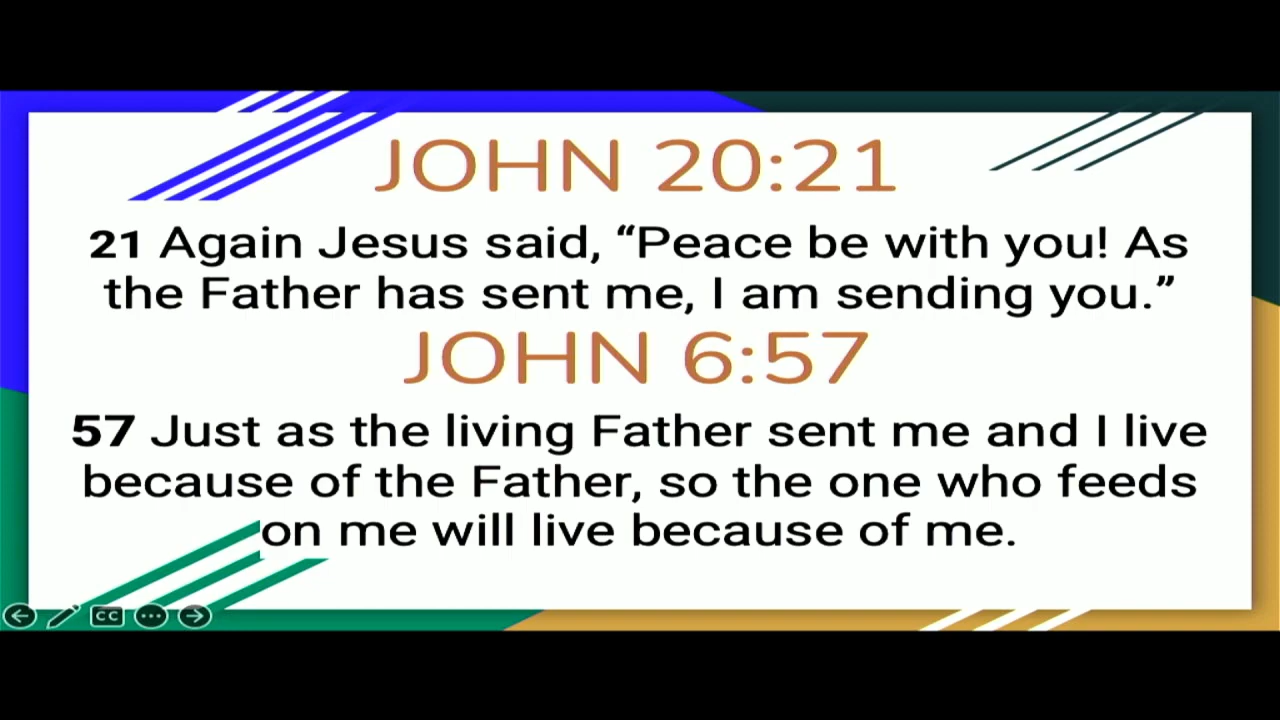 JOHN 20:21
21 Again Jesus said, “Peace be with you! As
the Father has sent me, I am sending you.”
JOHN 6:57
57 Just as the living Father sent me and I live
because of the Father, so the one who feeds
on me will live because of me.
CC